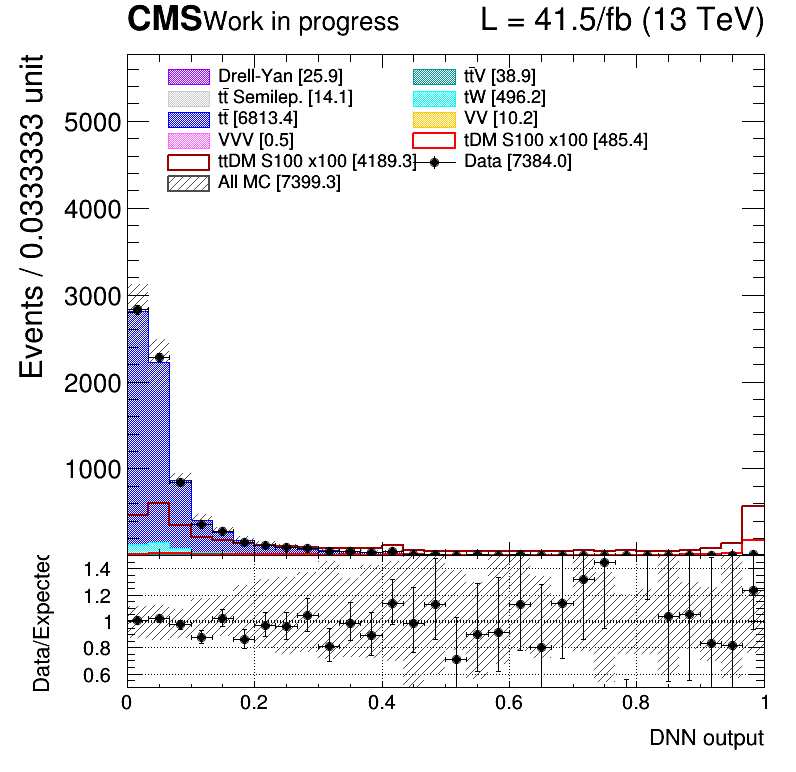 CMS Work in progress L = 41.5/fb (13 TeV)
Drell-Yan [25.9] tt̄V [38.9]
tt̄ Semilep. [14.1] tW [496.2]
tt̄ [6813.4] VV [10.2]
VVV [0.5] tDM S100 x100 [485.4]
ttDM S100 x100 [4189.3] Data [7384.0]
All MC [7399.3]
Events / 0.0333333 unit
5000
4000
3000
2000
1000
Data/Expected
1.4
1.2
1
0.8
0.6
0 0.2 0.4 0.6 0.8 1
DNN output